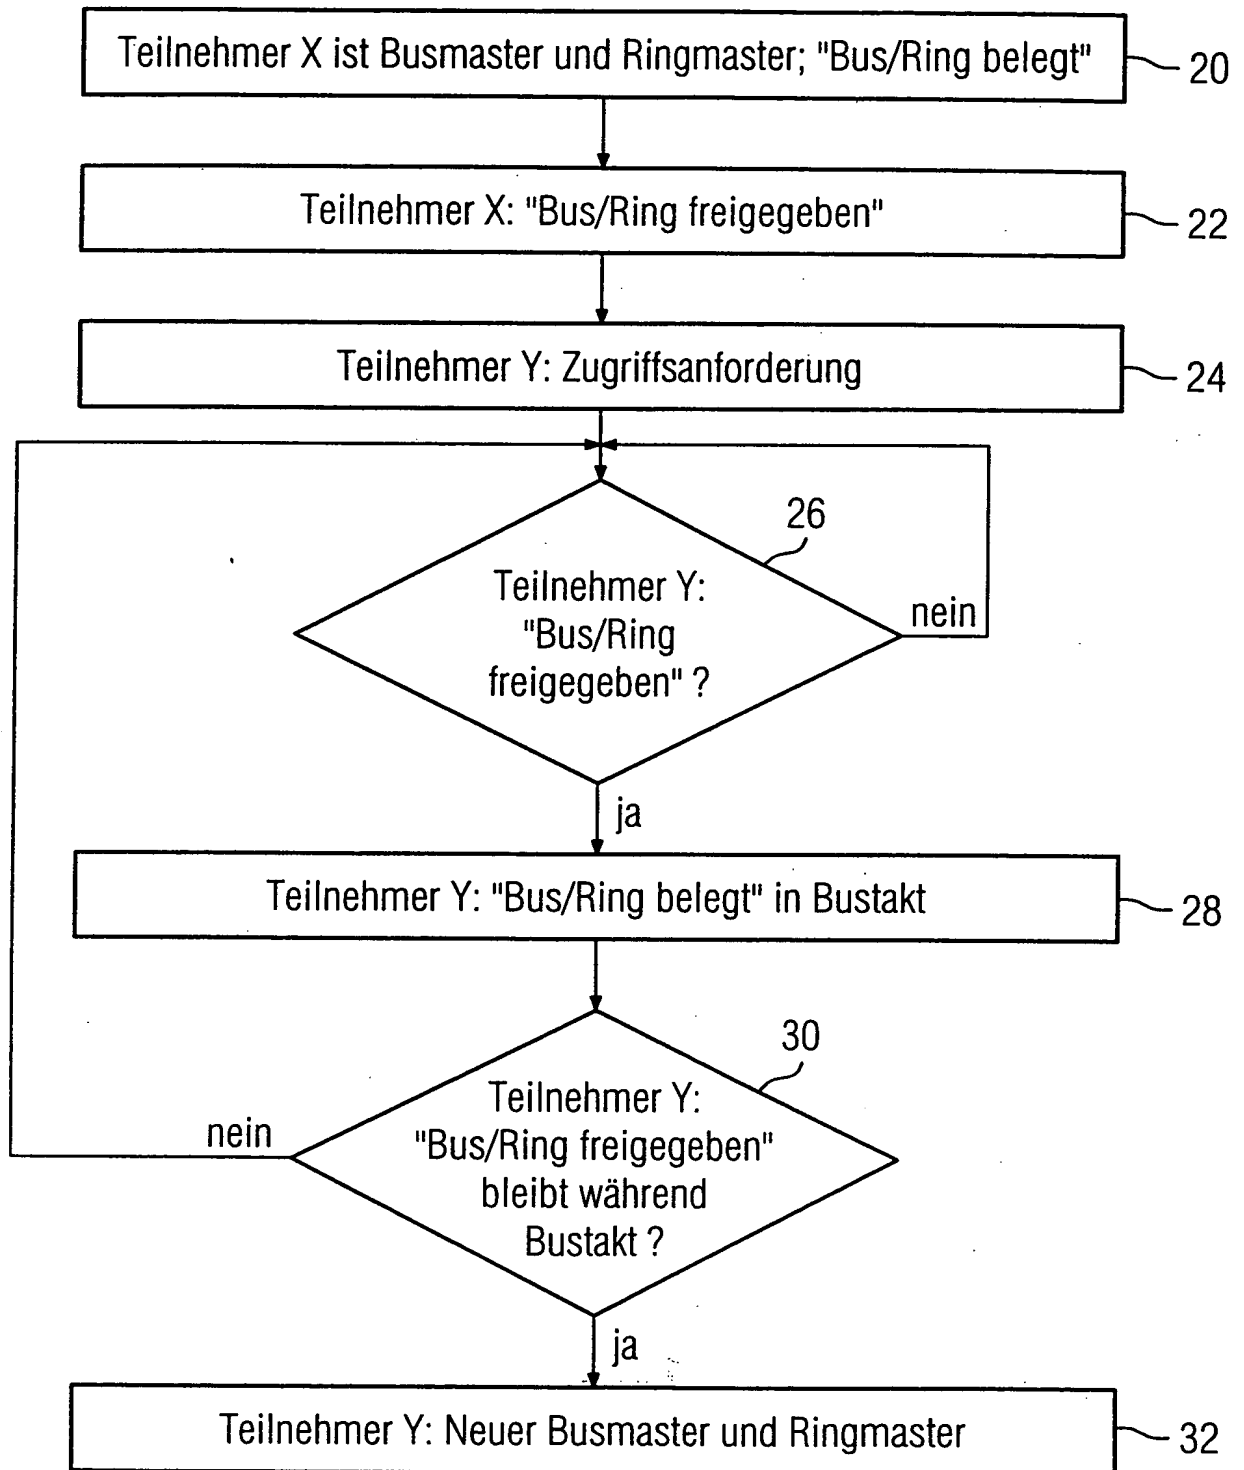 Teilnehmer X ist Busmaster und Ringmaster; "Bus/Ring belegt"
20
Teilnehmer X: "Bus/Ring freigegeben"
22
Teilnehmer Y: Zugriffsanforderung
24
26
Teilnehmer Y:
"Bus/Ring
freigegeben" ?
nein
ja
Teilnehmer Y: "Bus/Ring belegt" in Bustakt
28
30
Teilnehmer Y:
"Bus/Ring freigegeben"
bleibt während
Bustakt ?
nein
ja
Teilnehmer Y: Neuer Busmaster und Ringmaster
32